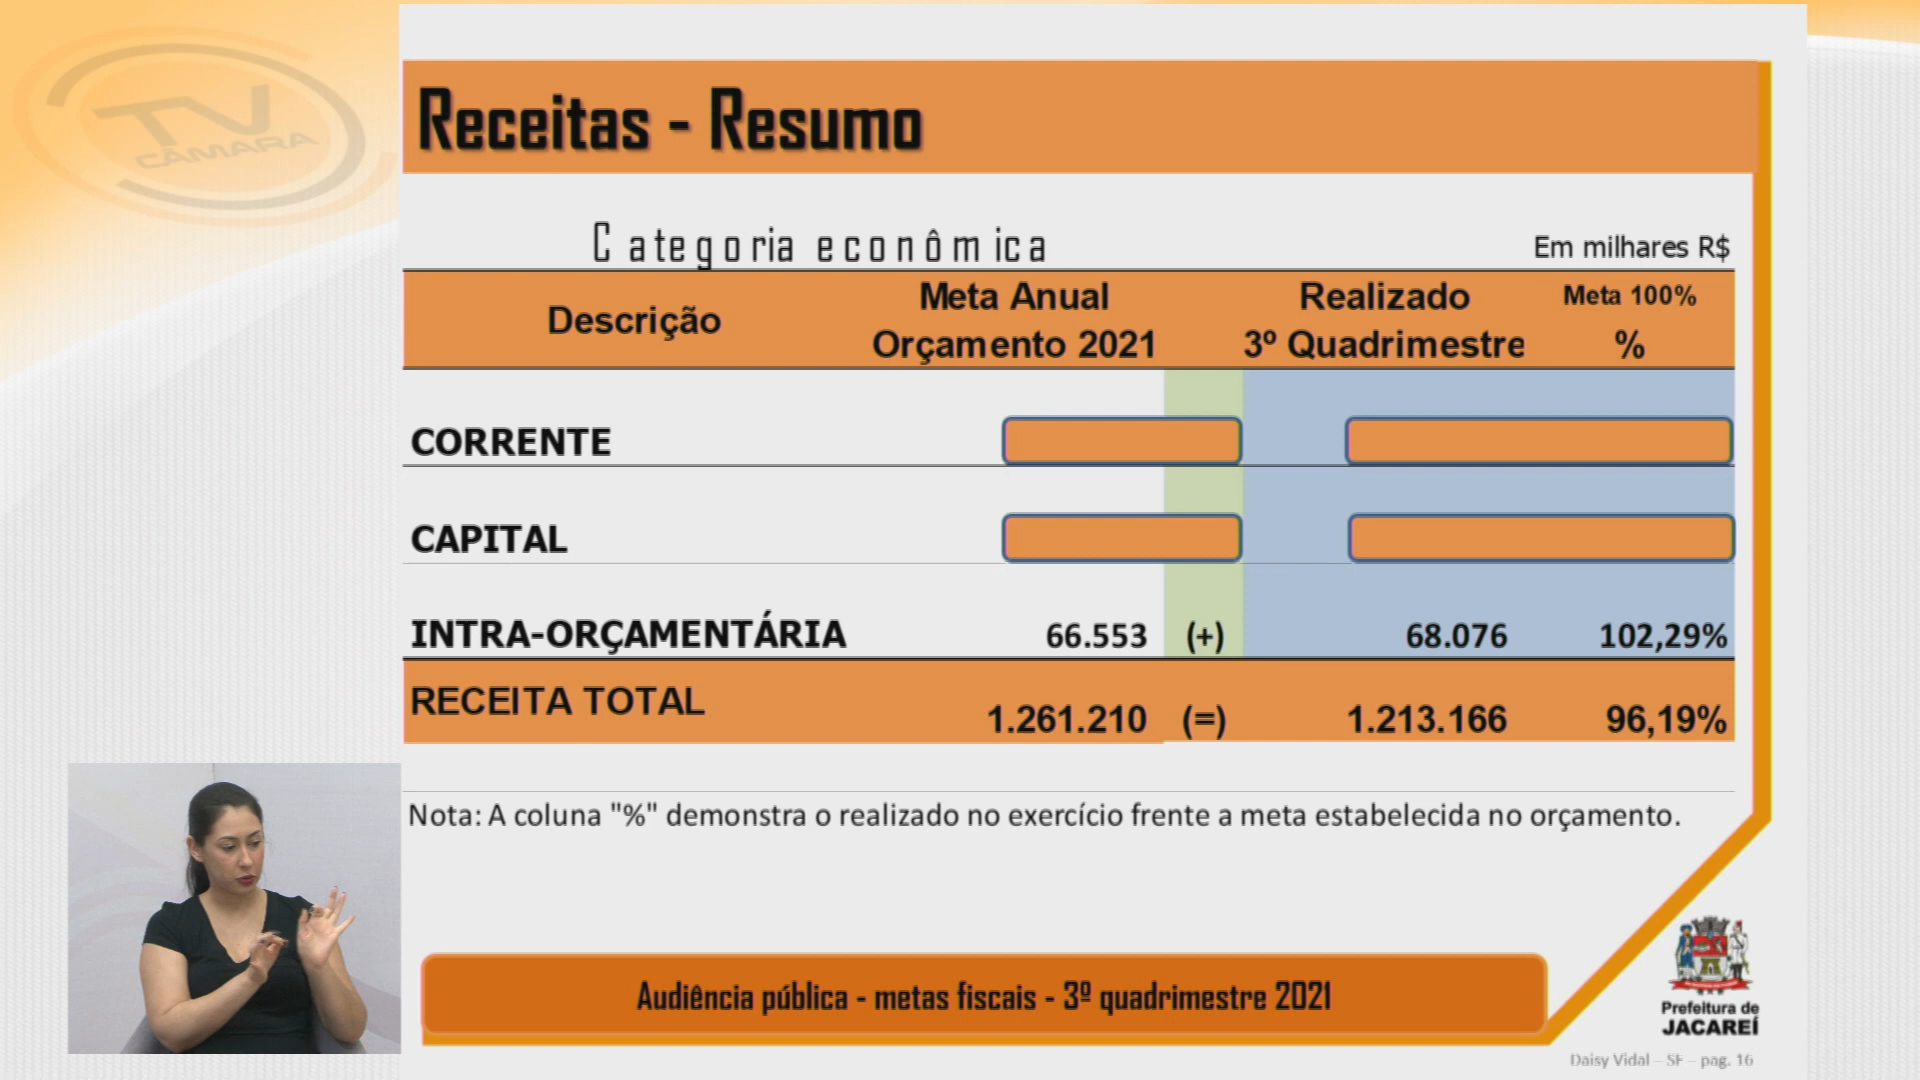 TV
CÂMARA
Receitas - Resumo
Categoria econômica
Em milhares R$
Descrição
Meta Anual
Orçamento 2021
Realizado
3º Quadrimestre
Meta 100%
%
CORRENTE
CAPITAL
INTRA-ORÇAMENTÁRIA 66.553 (+) 68.076 102,29%
RECEITA TOTAL 1.261.210 (=) 1.213.166 96,19%
Nota: A coluna "%" demonstra o realizado no exercício frente a meta estabelecida no orçamento.
Audiência pública - metas fiscais - 3º quadrimestre 2021
Prefeitura de
JACAREÍ
Daisy Vidal – SF – pag. 16